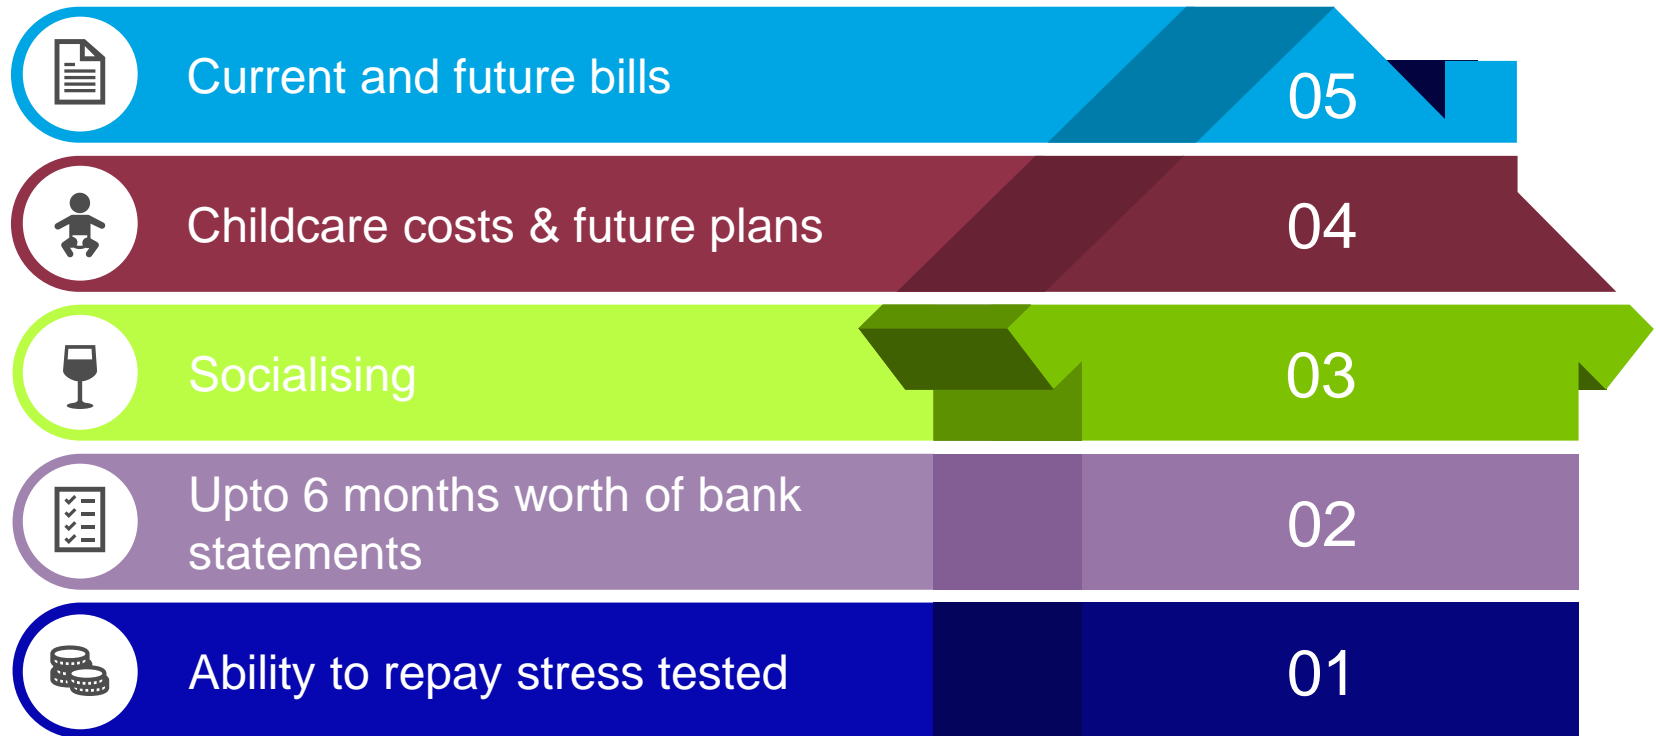 Current and future bills
05
Childcare costs & future plans
04
Socialising
03
Upto 6 months worth of bank
statements
02
Ability to repay stress tested
01